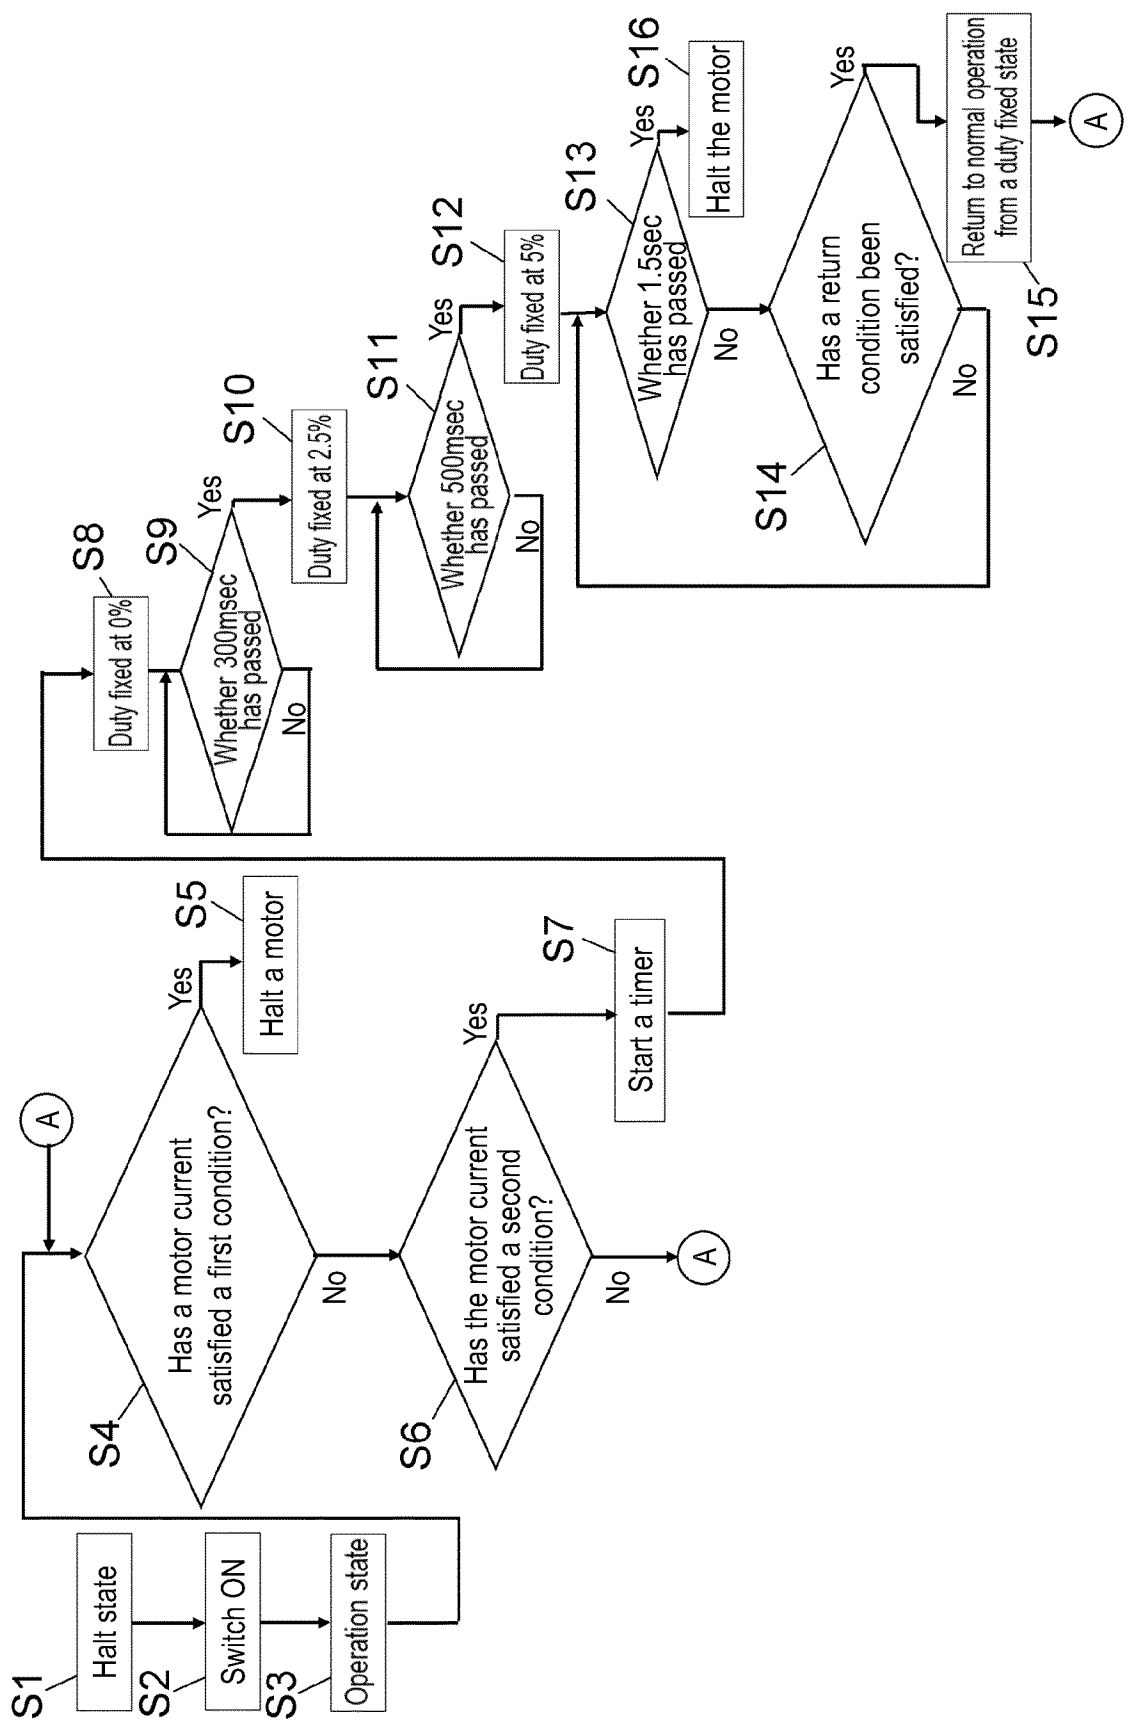 S1
Halt state
S2
Switch ON
S3
Operation state
A
S4
Has a motor current
satisfied a first condition?
Yes
S5
Halt a motor
No
S6
Has the motor current
satisfied a second
condition?
Yes
S7
Start a timer
No
A
S8
Duty fixed at 0%
S9
Whether 300msec
has passed
Yes
No
S10
Duty fixed at 2.5%
S11
Whether 500msec
has passed
Yes
No
S12
Duty fixed at 5%
S13
Whether 1.5sec
has passed
Yes
S16
Halt the motor
No
S14
Has a return
condition been
satisfied?
Yes
No
S15
Return to normal operation
from a duty fixed state
A